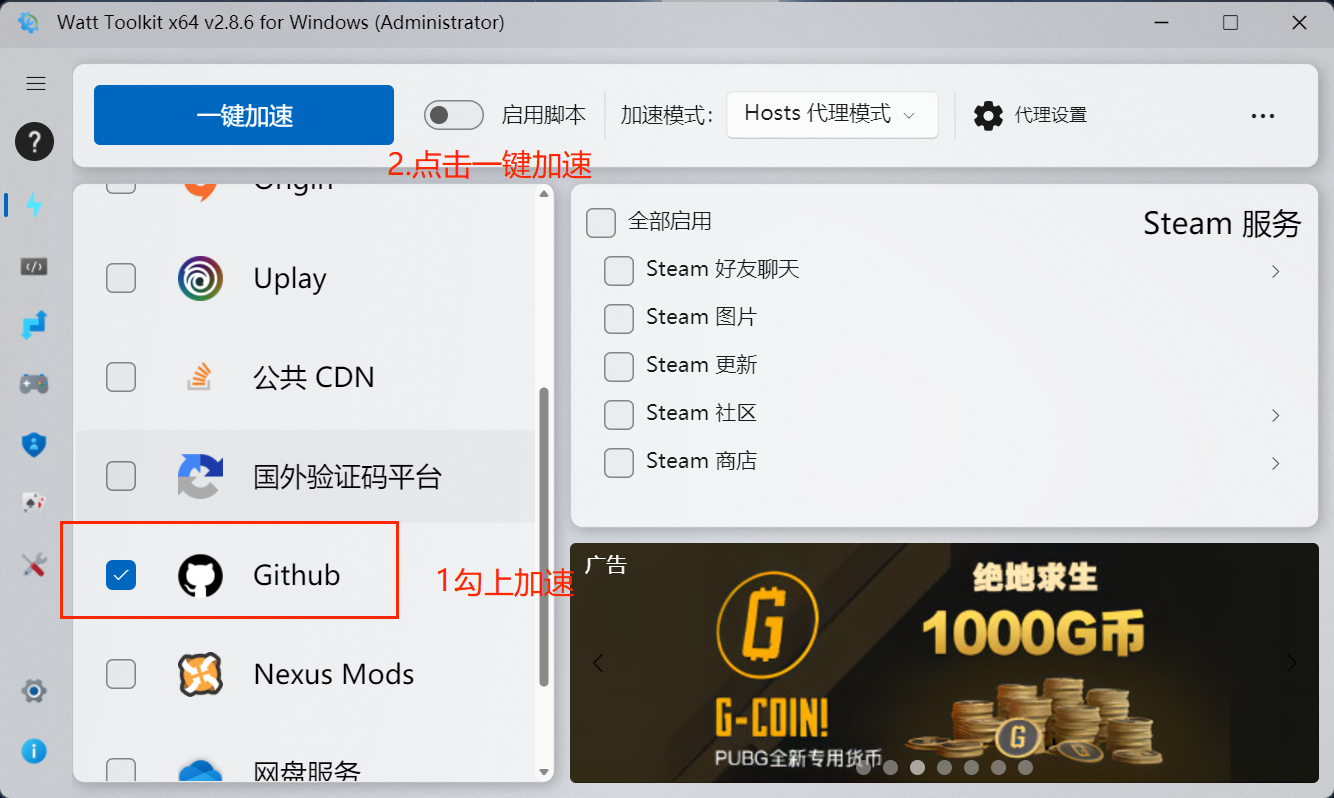 Watt Toolkit x64 v2.8.6 for Windows (Administrator)
一键加速
启用脚本
加速模式：
Hosts 代理模式
代理设置
2.点击一键加速
Origin
Uplay
公共 CDN
国外验证码平台
Github
1勾上加速
Nexus Mods
网盘服务
全部启用
Steam 服务
Steam 好友聊天
Steam 图片
Steam 更新
Steam 社区
Steam 商店
广告
绝地求生
1000G币
G-COIN!
PUBG全新专用货币